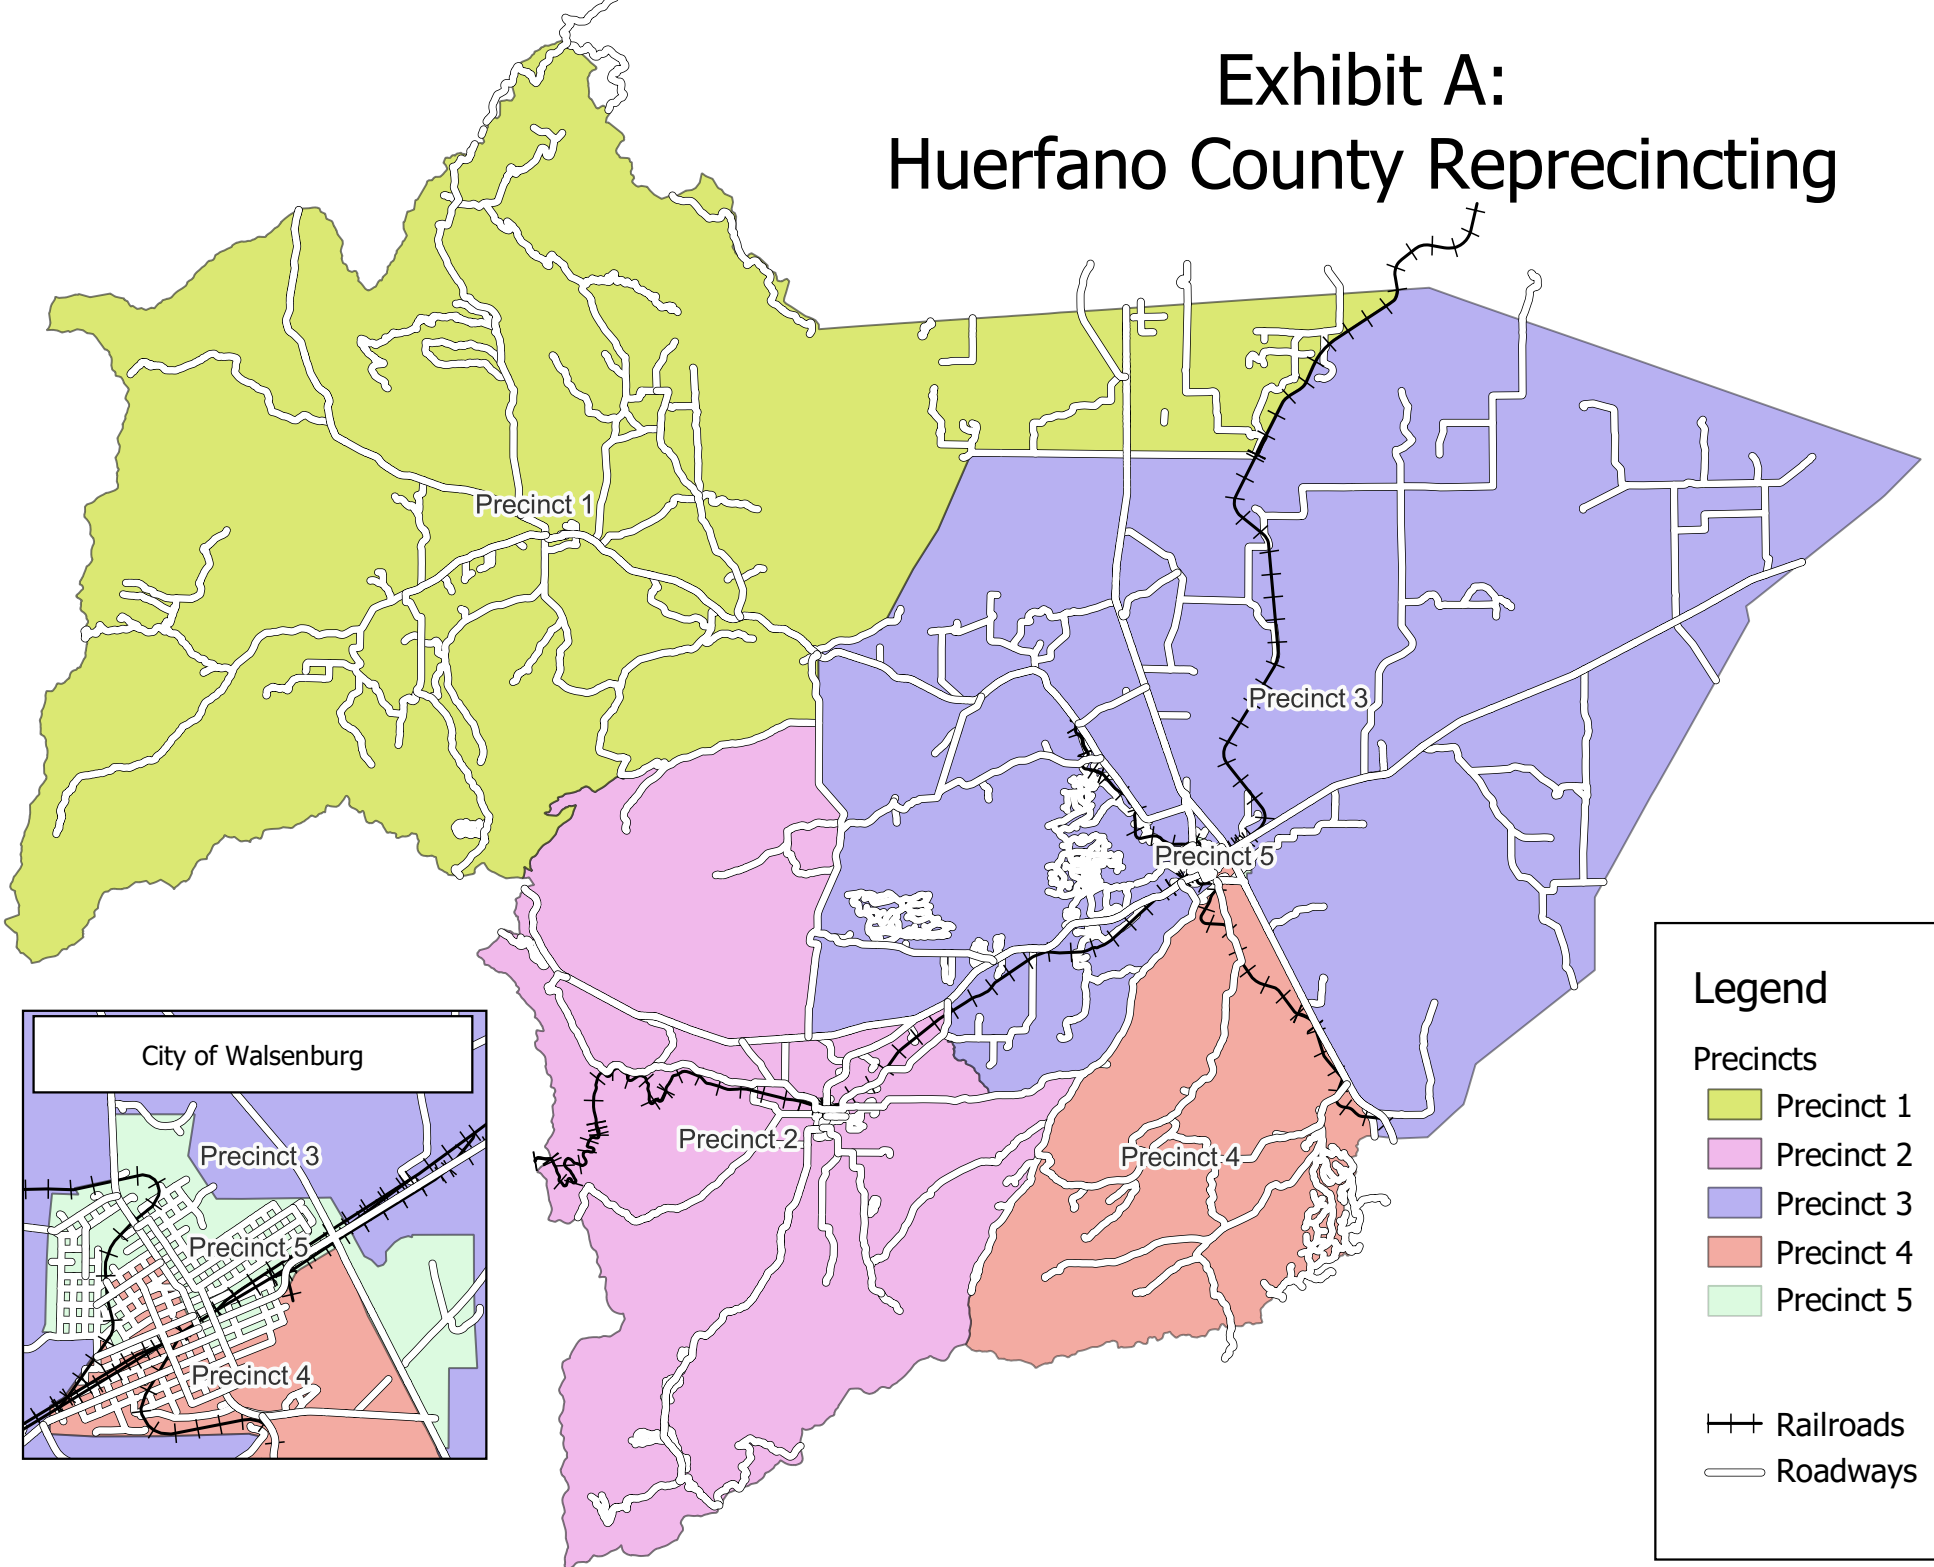 Exhibit A:
Huerfano County Reprecincting
Precinct 1
Precinct 3
Precinct 5
Precinct 2
Precinct 4
City of Walsenburg
Precinct 3
Precinct 5
Precinct 4
Legend
Precincts
Precinct 1
Precinct 2
Precinct 3
Precinct 4
Precinct 5
Railroads
Roadways